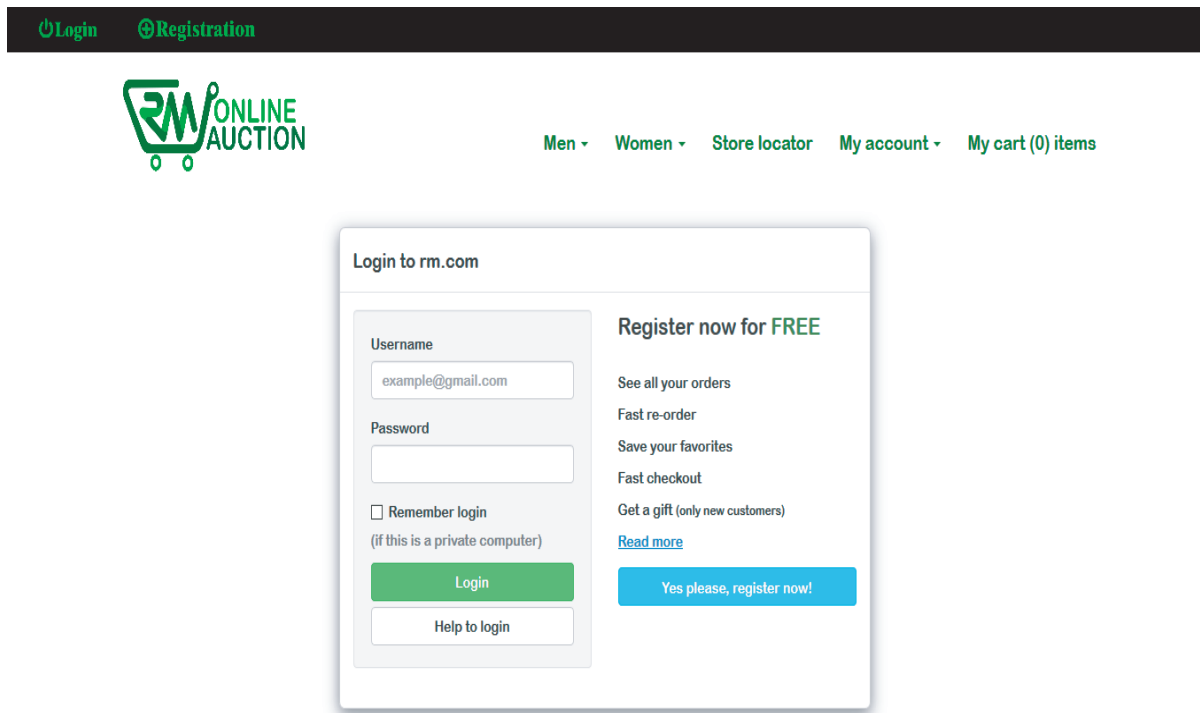 Login Registration
RM ONLINE
AUCTION
Men Women Store locator My account My cart (0) items
Login to rm.com
Username
example@gmail.com
Password
Remember login
(if this is a private computer)
Login
Help to login
Register now for FREE
See all your orders
Fast re-order
Save your favorites
Fast checkout
Get a gift (only new customers)
Read more
Yes please, register now!